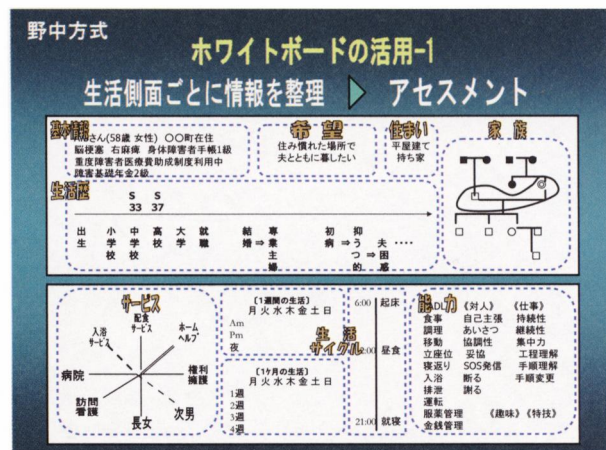 野中方式
ホワイトボードの活用-1
生活側面ごとに情報を整理 アセスメント
基本情報
さん(58歳 女性) 〇〇町在住
脳梗塞 右麻痺 身体障害者手帳1級
重度障害者医療費助成制度利用中
障害基礎年金2級
希望
住み慣れた場所で
夫とともに暮したい
住まい
平屋建て
持ち家
家族
生活歴
S S
33 37
出生
小学校
中学校
高校
大学
就職
結婚⇒専業主婦
初病⇒うつ的
抑
夫⇒困惑
‥‥
サービス
配食
サービス
入浴
サービス
ホーム
ヘルプ
病院
権利
擁護
訪問
看護
長女
次男
〔1週間の生活〕
月火水木金土日
Am
Pm
夜
生活
サイクル
〔1ヶ月の生活〕
月火水木金土日
1週
2週
3週
4週
6:00 起床
2:00 昼食
21:00 就寝
能力
ADL 《対人》 《仕事》
食事 自己主張 持続性
調理 あいさつ 継続性
移動 協調性 集中力
立座位 妥協 工程理解
寝返り SOS発信 手順理解
入浴 断る 手順変更
排泄 謝る
運転
服薬管理 《趣味》《特技》
金銭管理